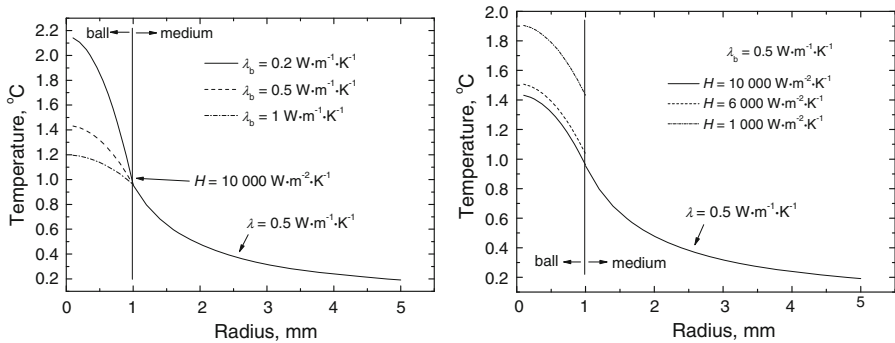 2.2
2.0
1.8
1.6
1.4
1.2
1.0
0.8
0.6
0.4
0.2
Temperature, °C
ball
medium
λb = 0.2 W·m-1·K-1
λb = 0.5 W·m-1·K-1
λb = 1 W·m-1·K-1
H = 10 000 W·m-2·K-1
λ = 0.5 W·m-1·K-1
0 1 2 3 4 5
Radius, mm
2.0
1.8
1.6
1.4
1.2
1.0
0.8
0.6
0.4
0.2
Temperature, °C
λb = 0.5 W·m-1·K-1
H = 10 000 W·m-2·K-1
H = 6 000 W·m-2·K-1
H = 1 000 W·m-2·K-1
λ = 0.5 W·m-1·K-1
ball
medium
0 1 2 3 4 5
Radius, mm